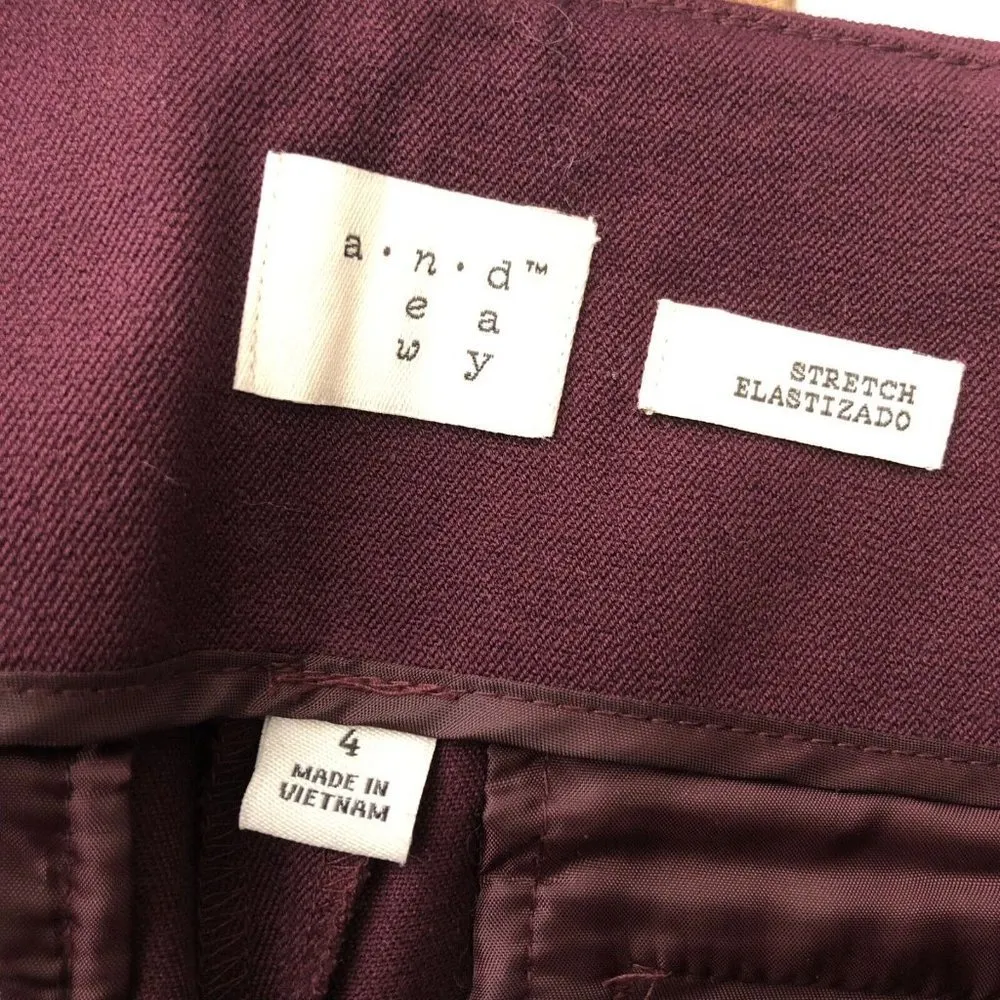 a · n · d™
e a
w y
STRETCH
ELASTIZADO
4
MADE IN
VIETNAM